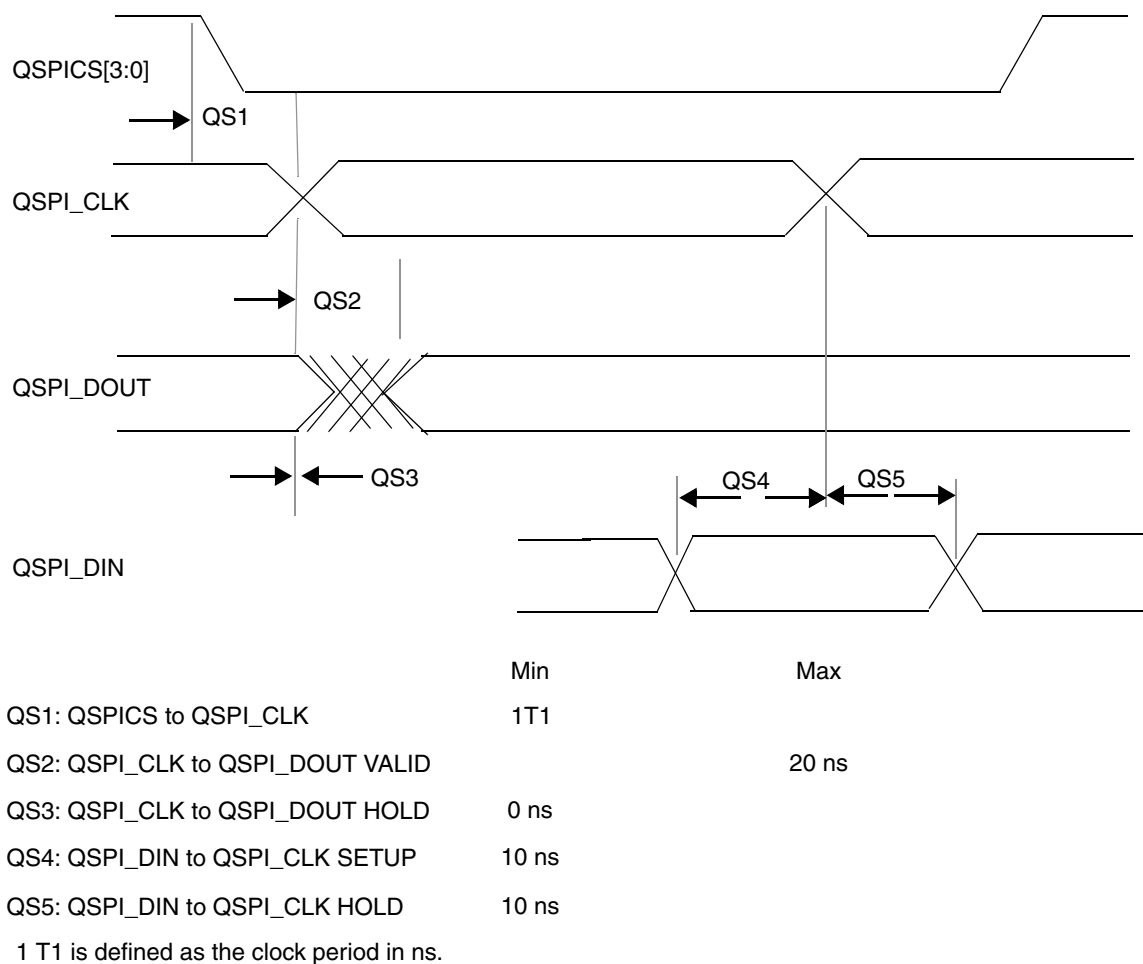 QSPICS[3:0]
QS1
QSPI_CLK
QS2
QSPI_DOUT
QS3
QS4
QS5
QSPI_DIN
Min Max
QS1: QSPICS to QSPI_CLK 1T1
QS2: QSPI_CLK to QSPI_DOUT VALID 20 ns
QS3: QSPI_CLK to QSPI_DOUT HOLD 0 ns
QS4: QSPI_DIN to QSPI_CLK SETUP 10 ns
QS5: QSPI_DIN to QSPI_CLK HOLD 10 ns
1 T1 is defined as the clock period in ns.